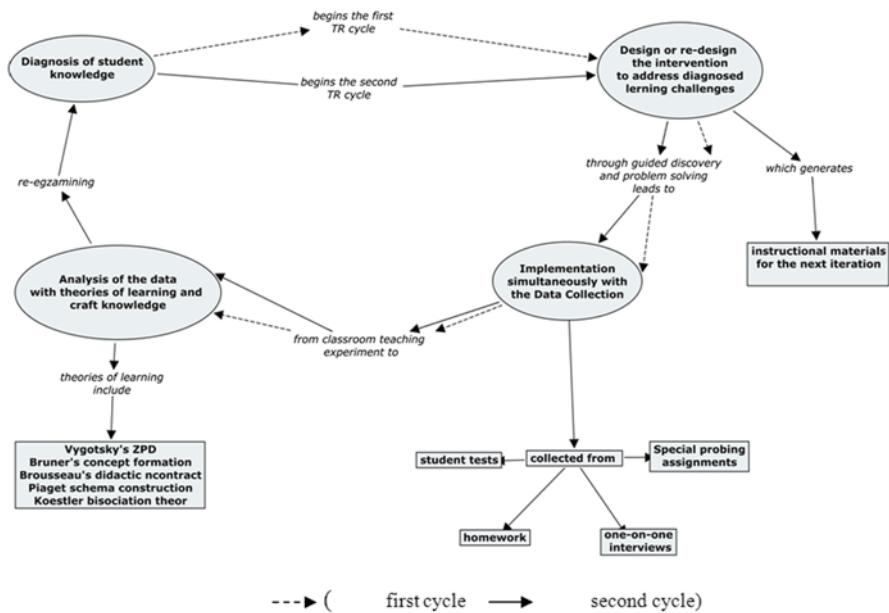 begins the first
TR cycle
Diagnosis of student
knowledge
Design or re-design
the intervention
to address diagnosed
lerning challenges
begins the second
TR cycle
through guided discovery
and problem solving
leads to
which generates
re-egzamining
instructional materials
for the next iteration
Analysis of the data
with theories of learning and
craft knowledge
Implementation
simultaneously with
the Data Collection
from classroom teaching
experiment to
theories of learning
include
Vygotsky's ZPD
Bruner's concept formation
Brousseau's didactic ncontract
Piaget schema construction
Koestler bisociation theor
student tests
collected from
Special probing
assignments
homework
one-on-one
interviews
( first cycle second cycle)